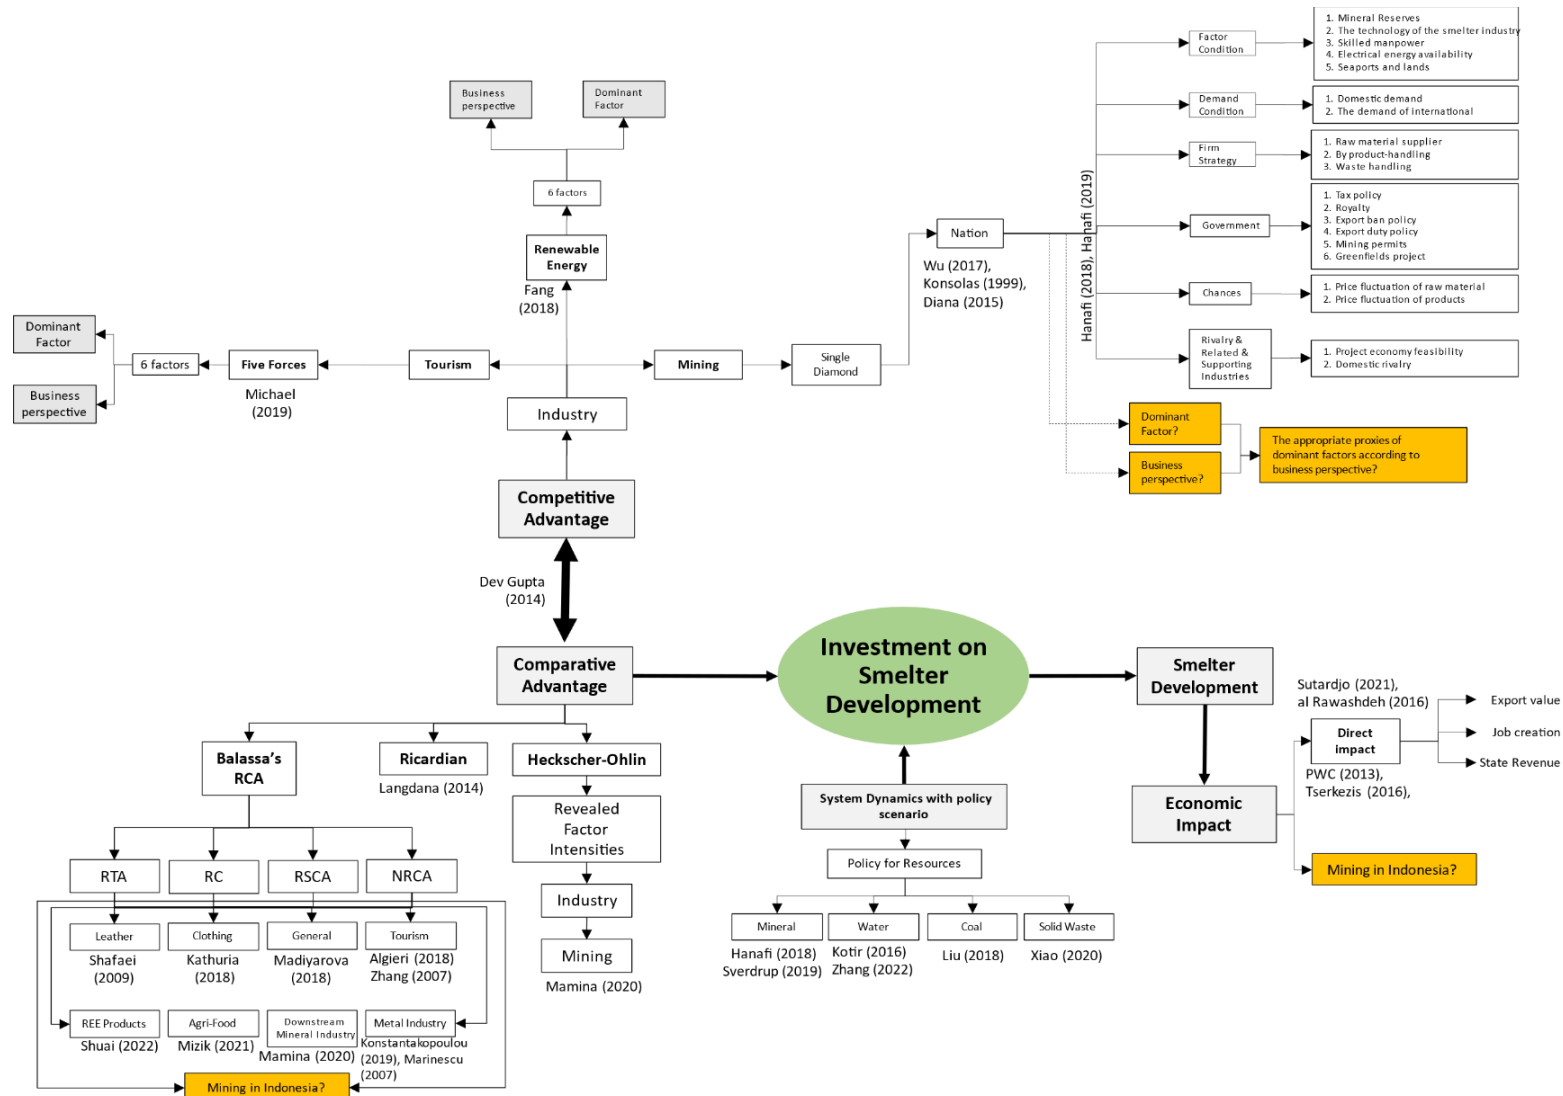 1. Mineral Reserves
2. The technology of the smelter industry
3. Skilled manpower
4. Electrical energy availability
5. Seaports and lands
Factor
Condition
Business
perspective
Dominant
Factor
Demand
Condition
1. Domestic demand
2. The demand of international
Firm
Strategy
1. Raw material supplier
2. By product-handling
3. Waste handling
6 factors
Renewable
Energy
Fang
(2018)
Nation
Wu (2017),
Konsolas (1999),
Diana (2015)
Hanafi (2018), Hanafi (2019)
Government
1. Tax policy
2. Royalty
3. Export ban policy
4. Export duty policy
5. Mining permits
6. Greenfields project
Chances
1. Price fluctuation of raw material
2. Price fluctuation of products
Rivalry &
Related &
Supporting
Industries
1. Project economy feasibility
2. Domestic rivalry
Dominant
Factor
Business
perspective
6 factors
Five Forces
Michael
(2019)
Tourism
Mining
Single
Diamond
Industry
Dominant
Factor?
Business
perspective?
The appropriate proxies of
dominant factors according to
business perspective?
Competitive
Advantage
Dev Gupta
(2014)
Comparative
Advantage
Investment on
Smelter
Development
Smelter
Development
Sutardjo (2021),
al Rawashdeh (2016)
Direct
impact
PWC (2013),
Tserkezis (2016),
Export value
Job creation
State Revenue
Economic
Impact
Mining in Indonesia?
Balassa's
RCA
Ricardian
Langdana (2014)
Heckscher-Ohlin
Revealed
Factor
Intensities
Industry
Mining
Mamina (2020)
System Dynamics with policy
scenario
Policy for Resources
Mineral
Hanafi (2018)
Sverdrup (2019)
Water
Kotir (2016)
Zhang (2022)
Coal
Liu (2018)
Solid Waste
Xiao (2020)
RTA
RC
RSCA
NRCA
Leather
Shafaei
(2009)
Clothing
Kathuria
(2018)
General
Madiyarova
(2018)
Tourism
Algieri (2018)
Zhang (2007)
REE Products
Shuai (2022)
Agri-Food
Mizik (2021)
Downstream
Mineral Industry
Mamina (2020)
Metal Industry
Konstantakopoulou
(2019), Marinescu
(2007)
Mining in Indonesia?